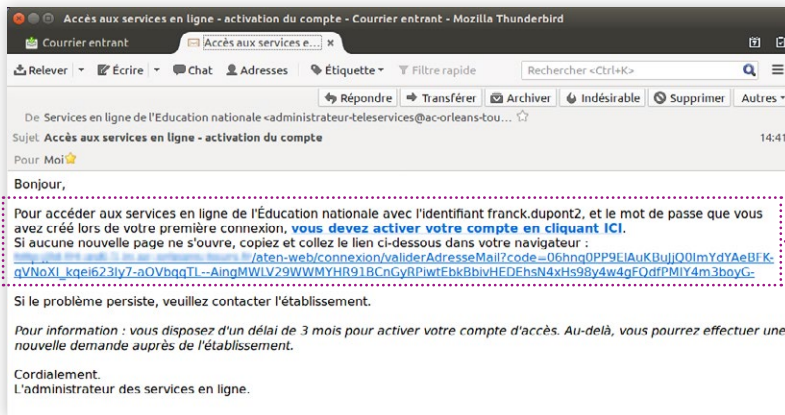 Accès aux services en ligne - activation du compte - Courrier entrant - Mozilla Thunderbird
Courrier entrant
Accès aux services e... ×
Relever Écrire Chat Adresses Étiquette Filtre rapide Rechercher <Ctrl+K>
Répondre Transférer Archiver Indésirable Supprimer Autres
De Services en ligne de l'Education nationale <administrateur-teleservices@ac-orleans-tou...
Sujet Accès aux services en ligne - activation du compte 14:41
Pour Moi
Bonjour,
Pour accéder aux services en ligne de l'Éducation nationale avec l'identifiant franck.dupont2, et le mot de passe que vous
avez créé lors de votre première connexion, vous devez activer votre compte en cliquant ICI.
Si aucune nouvelle page ne s'ouvre, copiez et collez le lien ci-dessous dans votre navigateur :
/aten-web/connexion/validerAdresseMail?code=06hnq0PP9ElAuKBuJjQ0ImYdYAeBFK-
qVNoXI_kqei623Iy7-aOVbqqTL--AingMWLV29WWMYHR91BCnGyRPiwtEbkBbivHEDEhsN4xHs98y4w4gFQdfPMlY4m3boyG-
Si le problème persiste, veuillez contacter l'établissement.
Pour information : vous disposez d'un délai de 3 mois pour activer votre compte d'accès. Au-delà, vous pourrez effectuer une
nouvelle demande auprès de l'établissement.
Cordialement.
L'administrateur des services en ligne.